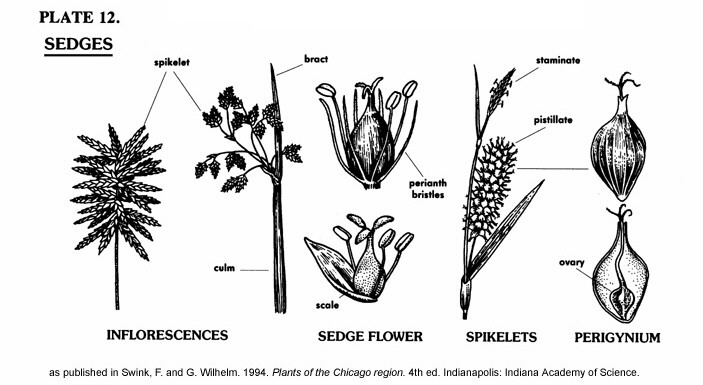 PLATE 12.
SEDGES
spikelet
bract
staminate
pistillate
perianth
bristles
culm
scale
ovary
INFLORESCENCES
SEDGE FLOWER
SPIKELETS
PERIGYNIUM
as published in Swink, F. and G. Wilhelm. 1994. Plants of the Chicago region. 4th ed. Indianapolis: Indiana Academy of Science.